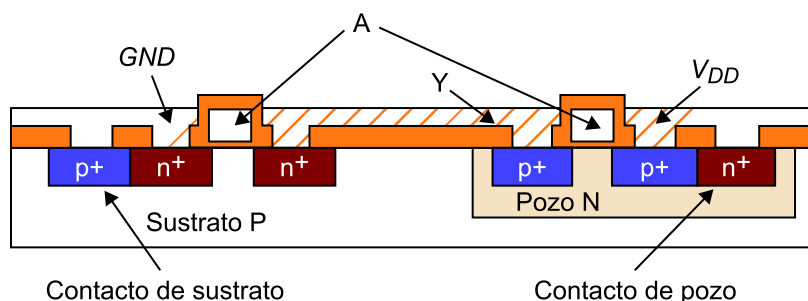 A
GND
Y
VDD
p+
n+
n+
p+
p+
n+
Pozo N
Sustrato P
Contacto de sustrato
Contacto de pozo